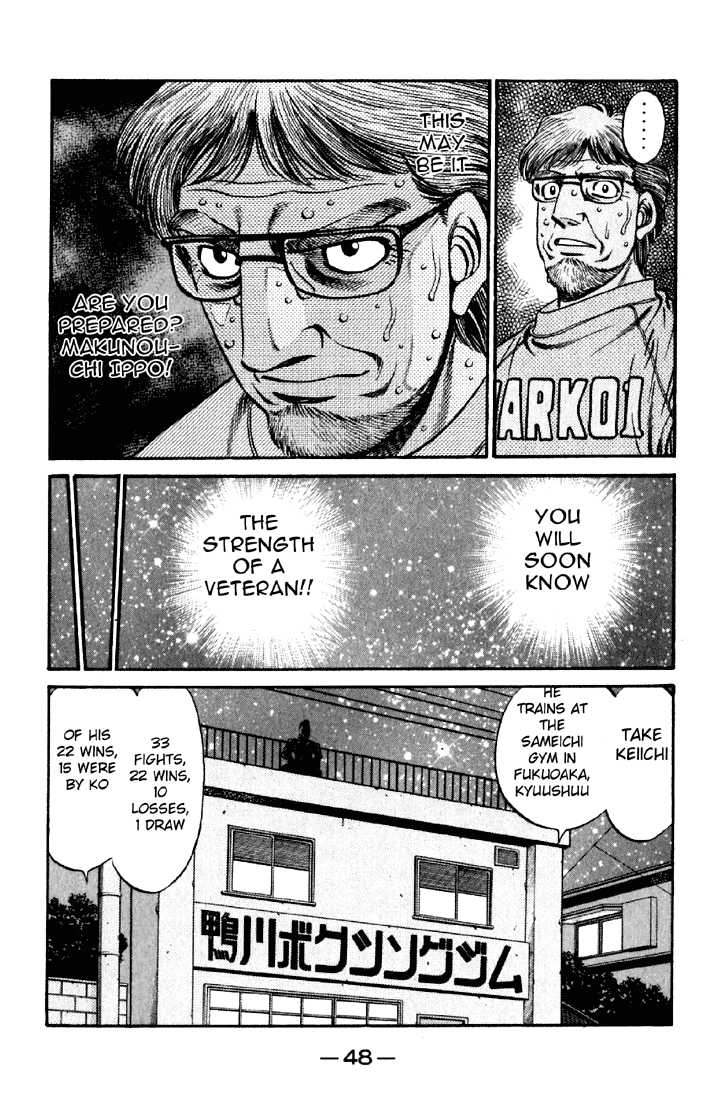 ......
ARK01
THIS
MAY
BE IT
ARE YOU
PREPARED?
MAKUNOU-
CHI IPPO!
YOU
WILL
SOON
KNOW
THE
STRENGTH
OF A
VETERAN!!
TAKE
KEIICHI
HE
TRAINS AT
THE
SAMEICHI
GYM IN
FUKUOAKA,
KYUUSHUU
33
FIGHTS,
22 WINS,
10
LOSSES,
1 DRAW
OF HIS
22 WINS,
15 WERE
BY KO
鴨川ボクシングジム
— 48 —